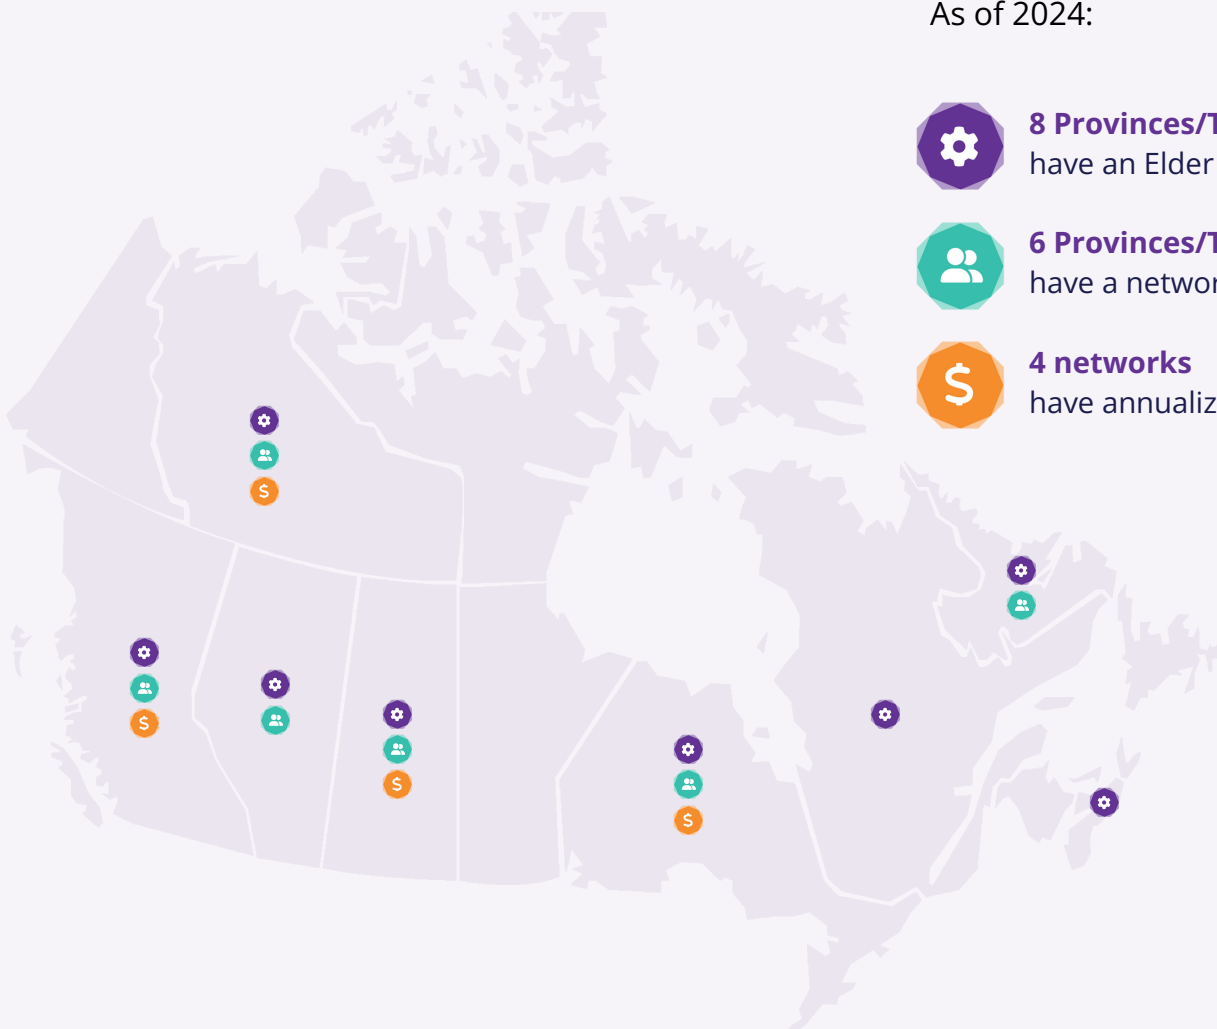 As of 2024:
8 Provinces/T
have an Elder
6 Provinces/T
have a networ
4 networks
have annualiz